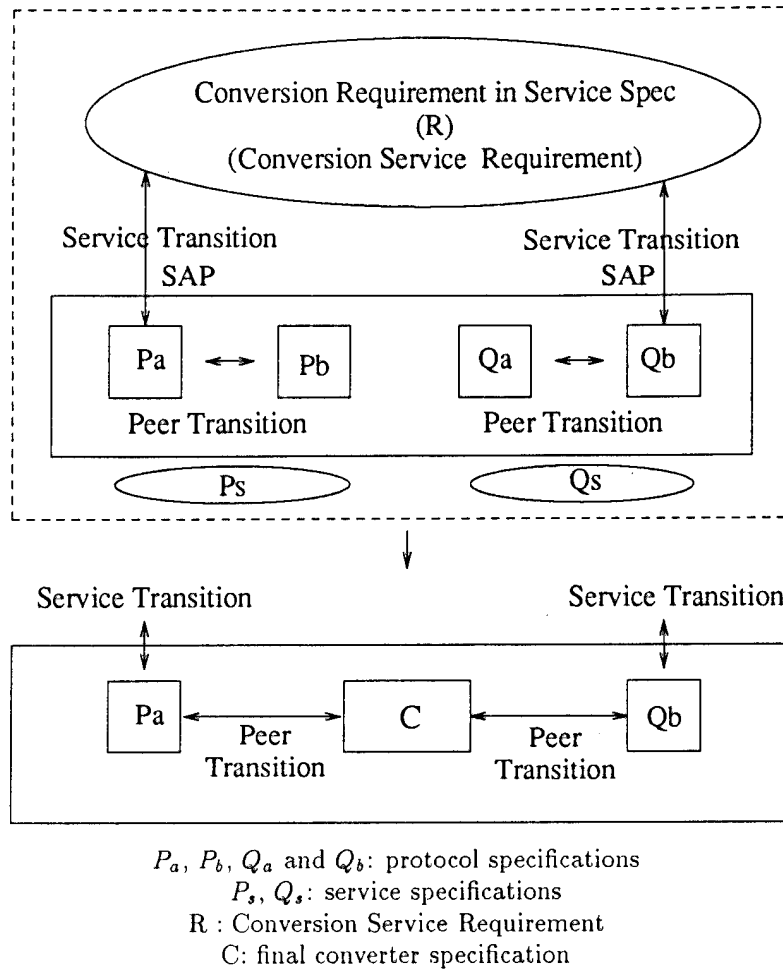 Conversion Requirement in Service Spec
(R)
(Conversion Service Requirement)
Service Transition
Service Transition
SAP
SAP
Pa
Pb
Qa
Qb
Peer Transition
Peer Transition
Ps
Qs
Service Transition
Service Transition
Pa
C
Qb
Peer
Transition
Peer
Transition
Pa, Pb, Qa and Qb: protocol specifications
Ps, Qs: service specifications
R : Conversion Service Requirement
C: final converter specification